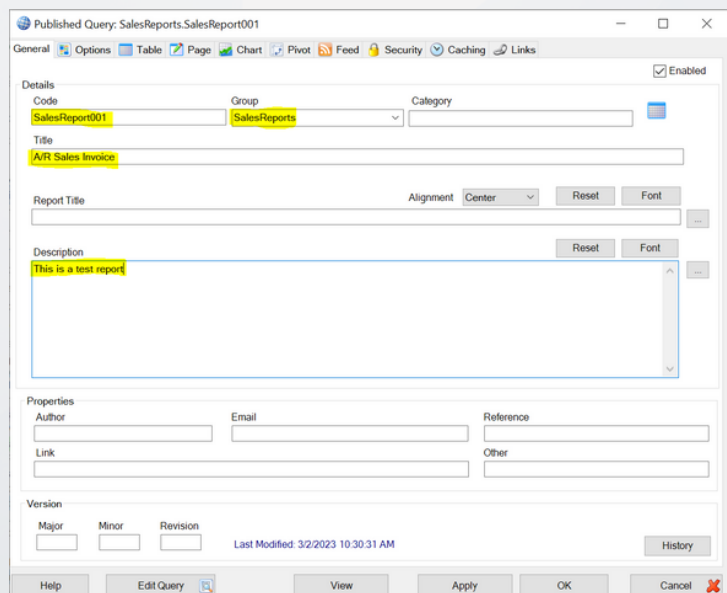 Published Query: SalesReports.SalesReport001
General Options Table Page Chart Pivot Feed Security Caching Links
Enabled
Details
Code Group Category
SalesReport001 SalesReports
Title
A/R Sales Invoice
Report Title Alignment Center Reset Font
...
Description Reset Font
This is a test report
...
Properties
Author Email Reference
Link Other
Version
Major Minor Revision
Last Modified: 3/2/2023 10:30:31 AM
History
Help Edit Query View Apply OK Cancel